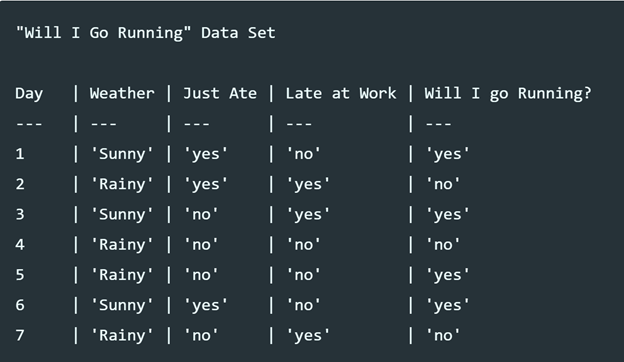 "Will I Go Running" Data Set
Day | Weather | Just Ate | Late at Work | Will I go Running?
--- | --- | --- | --- | ---
1 | 'Sunny' | 'yes' | 'no' | 'yes'
2 | 'Rainy' | 'yes' | 'yes' | 'no'
3 | 'Sunny' | 'no' | 'yes' | 'yes'
4 | 'Rainy' | 'no' | 'no' | 'no'
5 | 'Rainy' | 'no' | 'no' | 'yes'
6 | 'Sunny' | 'yes' | 'no' | 'yes'
7 | 'Rainy' | 'no' | 'yes' | 'no'